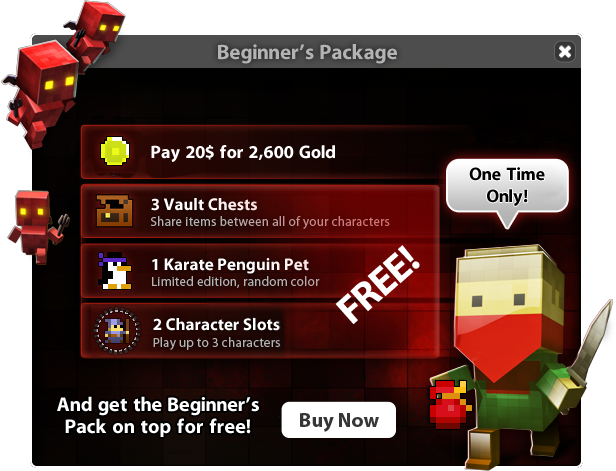 Beginner's Package
Pay 20$ for 2,600 Gold
One Time
Only!
3 Vault Chests
Share items between all of your characters
1 Karate Penguin Pet
Limited edition, random color
FREE!
2 Character Slots
Play up to 3 characters
And get the Beginner's
Pack on top for free!
Buy Now